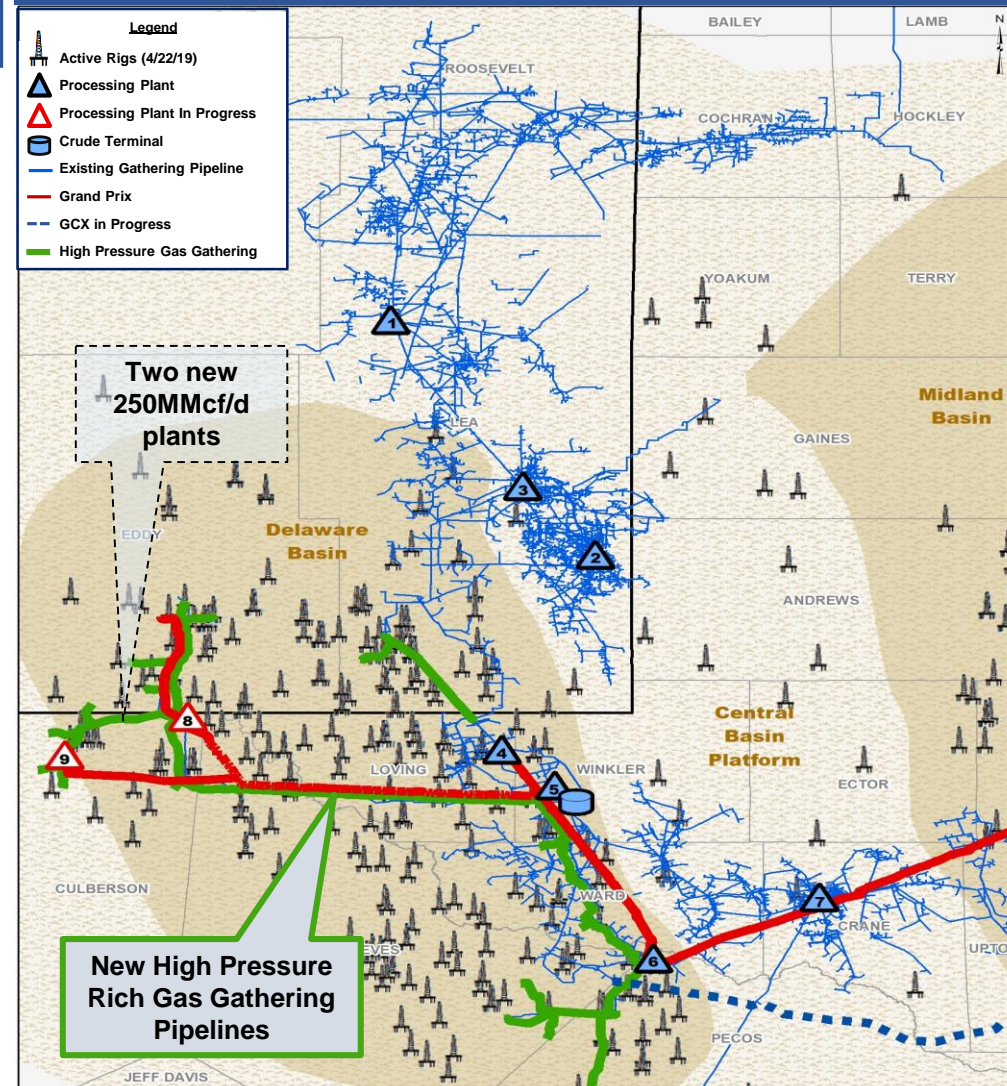 Legend
Active Rigs (4/22/19)
Processing Plant
Processing Plant In Progress
Crude Terminal
Existing Gathering Pipeline
Grand Prix
GCX in Progress
High Pressure Gas Gathering
BAILEY
LAMB
N
ROOSEVELT
COCHRAN
HOCKLEY
YOAKUM
TERRY
1
Two new
250MMcf/d
plants
LEA
Midland
Basin
GAINES
3
EDDY
Delaware
Basin
2
ANDREWS
8
9
4
LOVING
5
WINKLER
Central
Basin
Platform
ECTOR
CULBERSON
WARD
7
CRANE
EVES
UPTO
6
New High Pressure
Rich Gas Gathering
Pipelines
PECOS
JEFF DAVIS